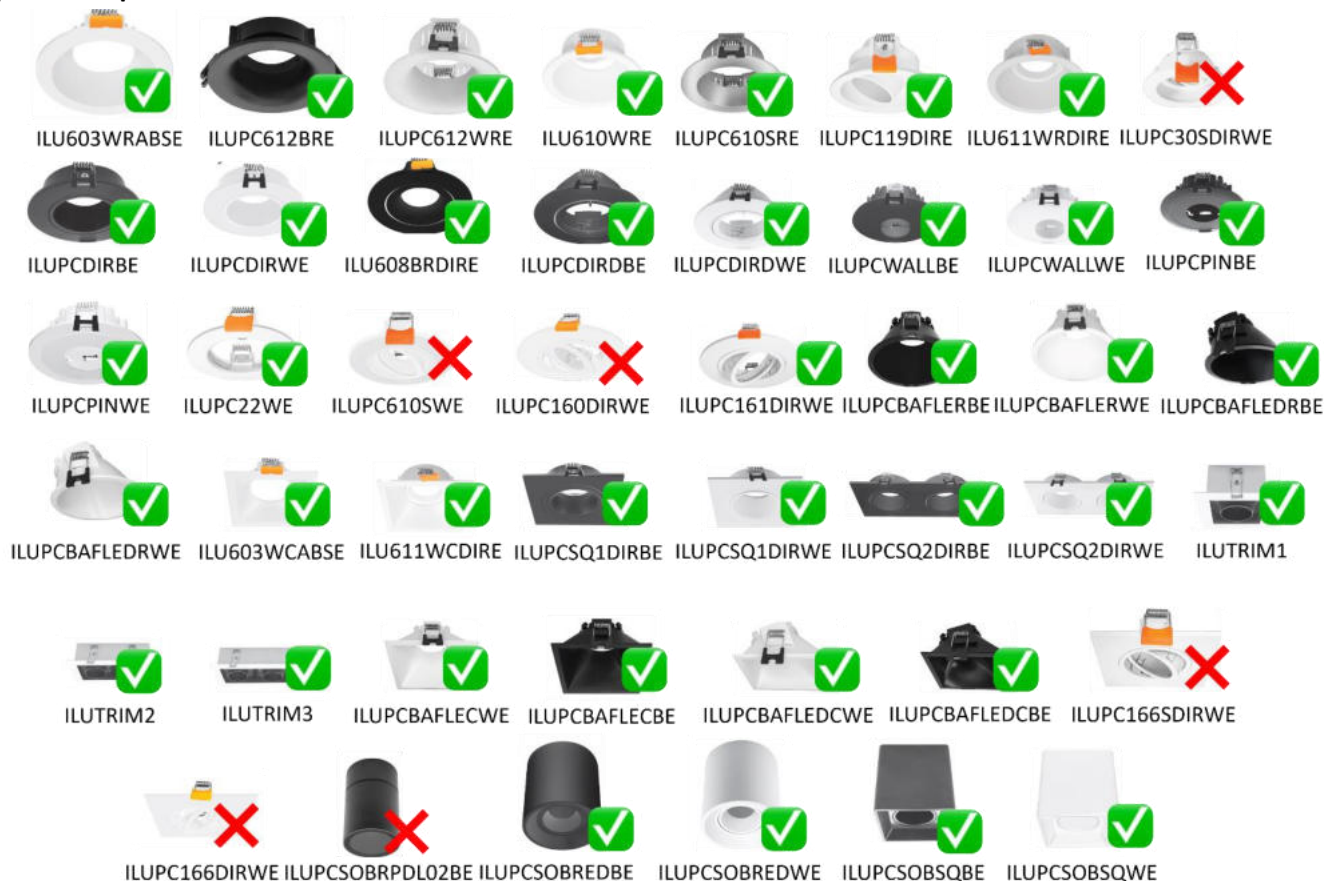 ILU603WRABSE ILUPC612BRE ILUPC612WRE ILU610WRE ILUPC610SRE ILUPC119DIRE ILU611WRDIRE ILUPC30SDIRWE
ILUPCDIRBE ILUPCDIRWE ILU608BRDIRE ILUPCDIRDBE ILUPCDIRDWE ILUPCWALLBE ILUPCWALLWE ILUPCPINBE
ILUPCPINWE ILUPC22WE ILUPC610SWE ILUPC160DIRWE ILUPC161DIRWE ILUPCBAFLERBE ILUPCBAFLERWE ILUPCBAFLEDRBE
ILUPCBAFLEDRWE ILU603WCABSE ILU611WCDIRE ILUPCSQ1DIRBE ILUPCSQ1DIRWE ILUPCSQ2DIRBE ILUPCSQ2DIRWE ILUTRIM1
ILUTRIM2 ILUTRIM3 ILUPCBAFLECWE ILUPCBAFLECBE ILUPCBAFLEDCWE ILUPCBAFLEDCBE ILUPC166SDIRWE
ILUPC166DIRWE ILUPCSOBRPDL02BE ILUPCSOBREDBE ILUPCSOBREDWE ILUPCSOBSQBE ILUPCSOBSQWE